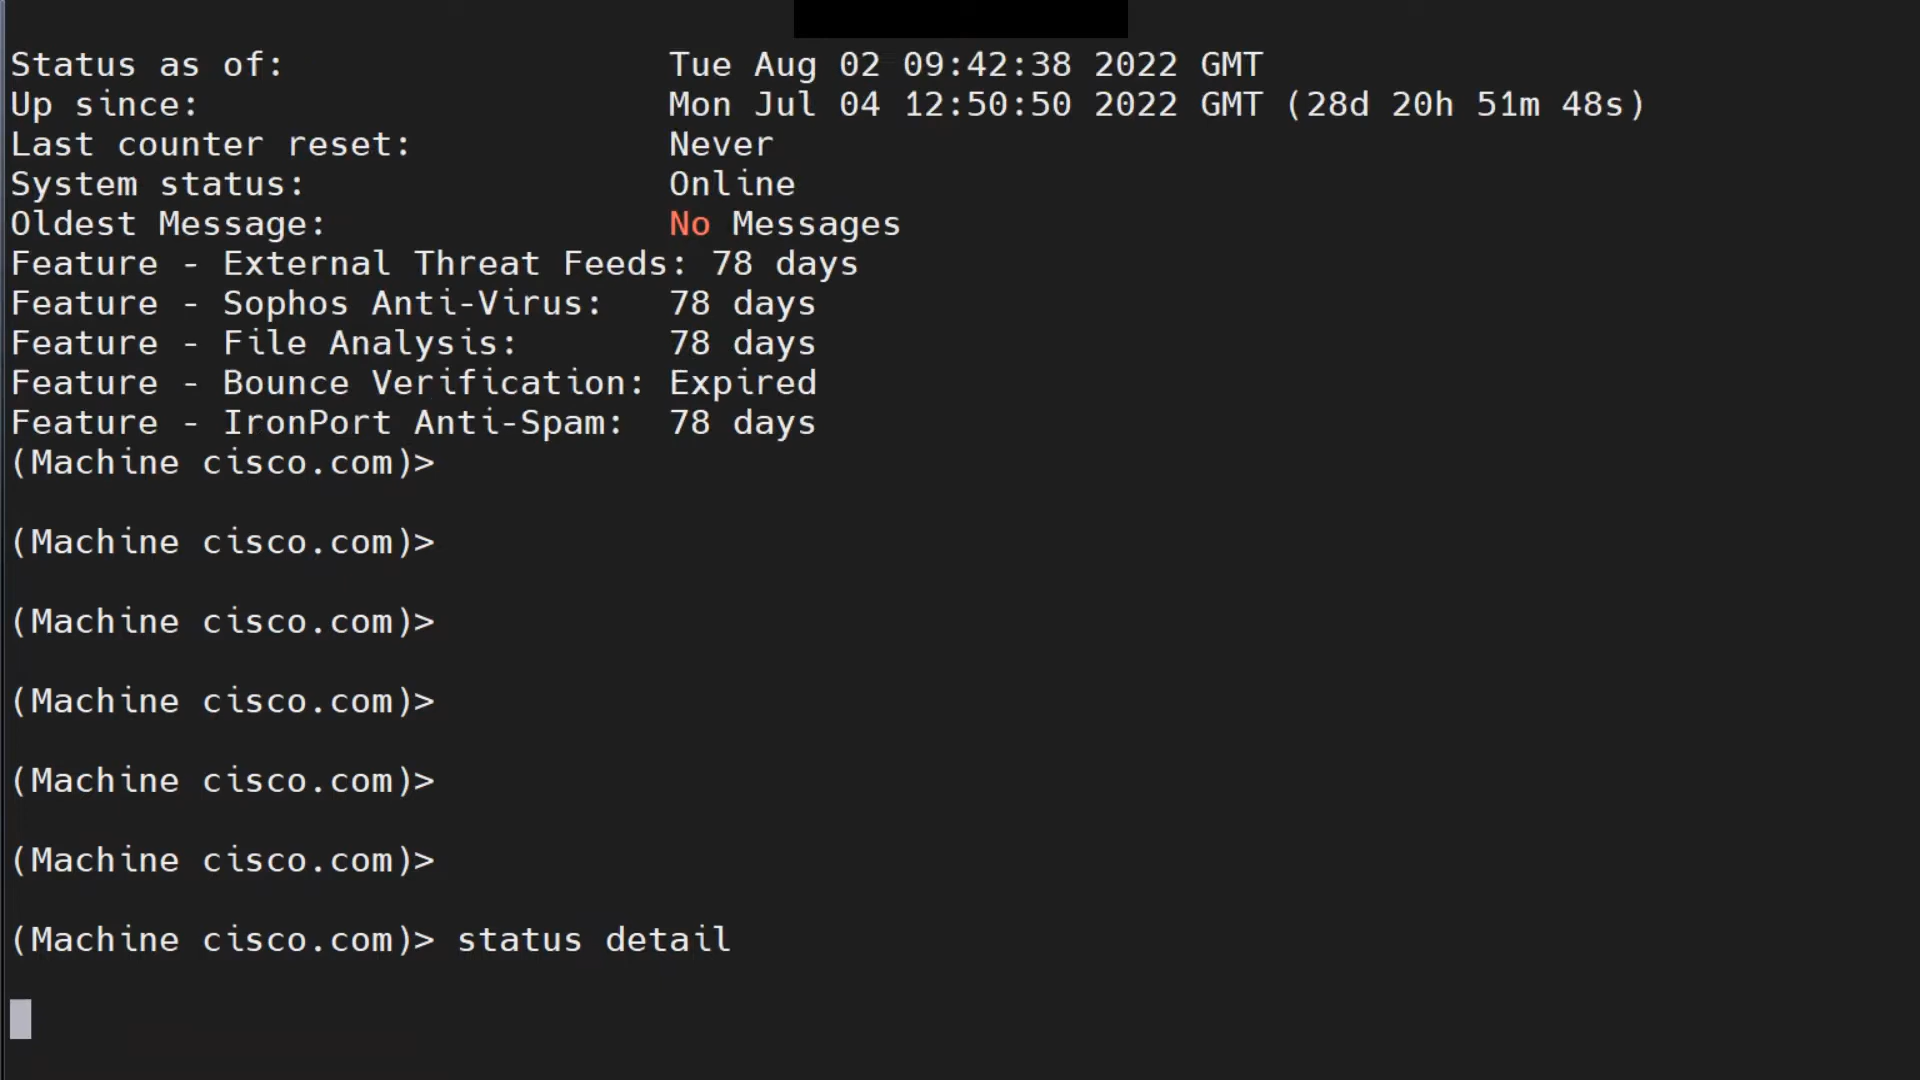 Status as of: Tue Aug 02 09:42:38 2022 GMT
Up since: Mon Jul 04 12:50:50 2022 GMT (28d 20h 51m 48s)
Last counter reset: Never
System status: Online
Oldest Message: No Messages
Feature - External Threat Feeds: 78 days
Feature - Sophos Anti-Virus: 78 days
Feature - File Analysis: 78 days
Feature - Bounce Verification: Expired
Feature - IronPort Anti-Spam: 78 days
(Machine cisco.com)>
(Machine cisco.com)>
(Machine cisco.com)>
(Machine cisco.com)>
(Machine cisco.com)>
(Machine cisco.com)>
(Machine cisco.com)> status detail